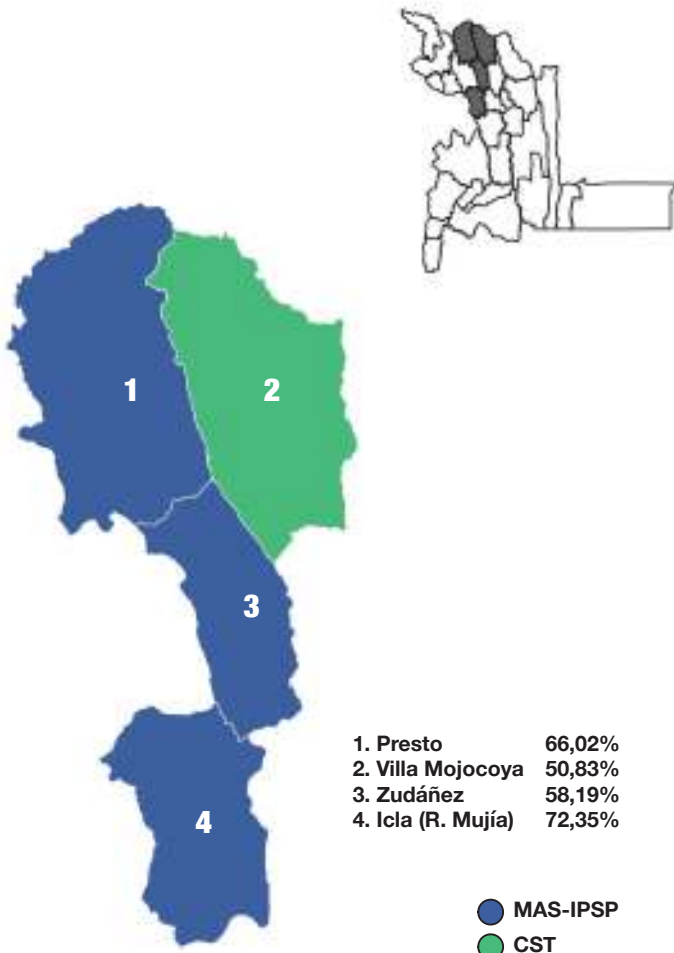 1
2
3
4
1. Presto 66,02%
2. Villa Mojocoya 50,83%
3. Zudáñez 58,19%
4. Icla (R. Mujía) 72,35%
MAS-IPSP
CST